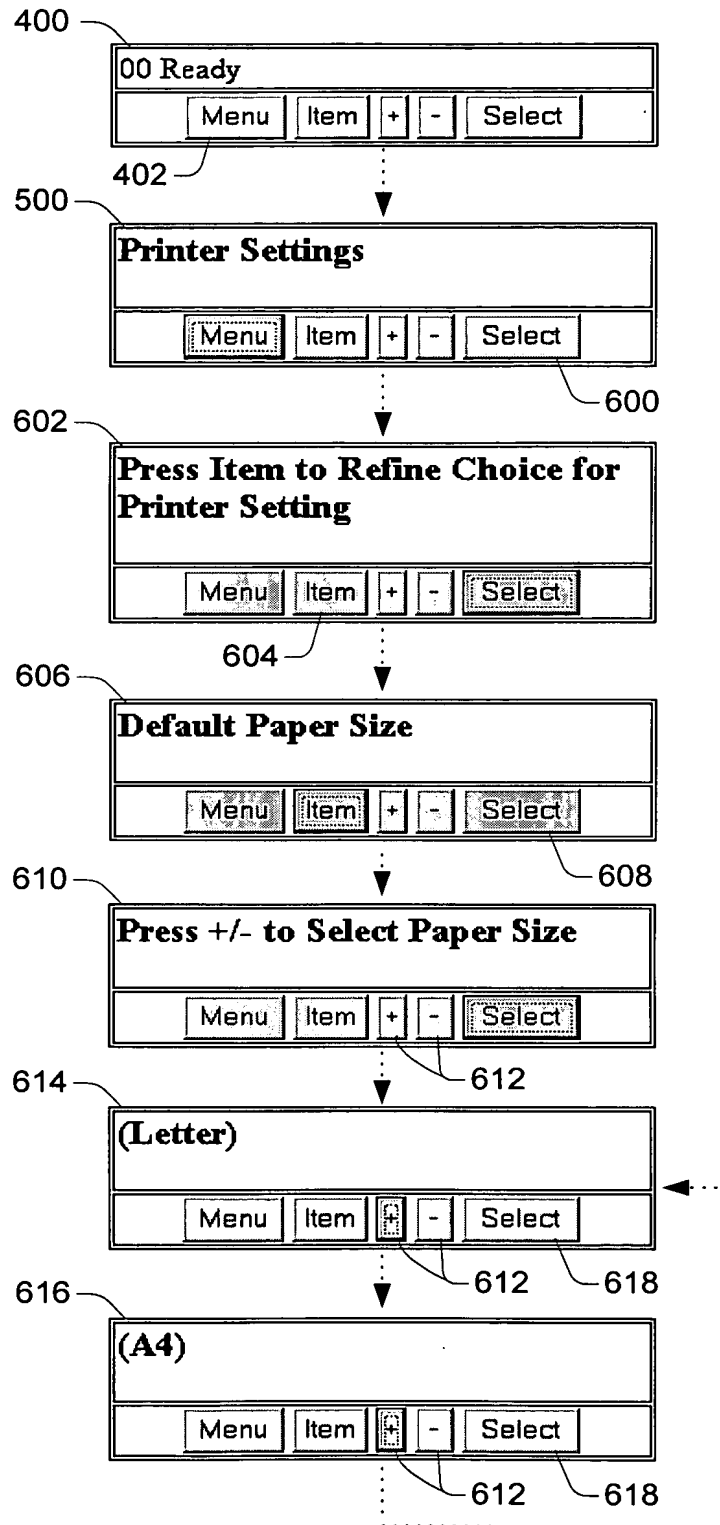 400
00 Ready
Menu Item + - Select
402
500
Printer Settings
Menu Item + - Select
600
602
Press Item to Refine Choice for
Printer Setting
Menu Item + - Select
604
606
Default Paper Size
Menu Item + - Select
608
610
Press +/- to Select Paper Size
Menu Item + - Select
612
614
(Letter)
Menu Item + - Select
612 618
616
(A4)
Menu Item + - Select
612 618